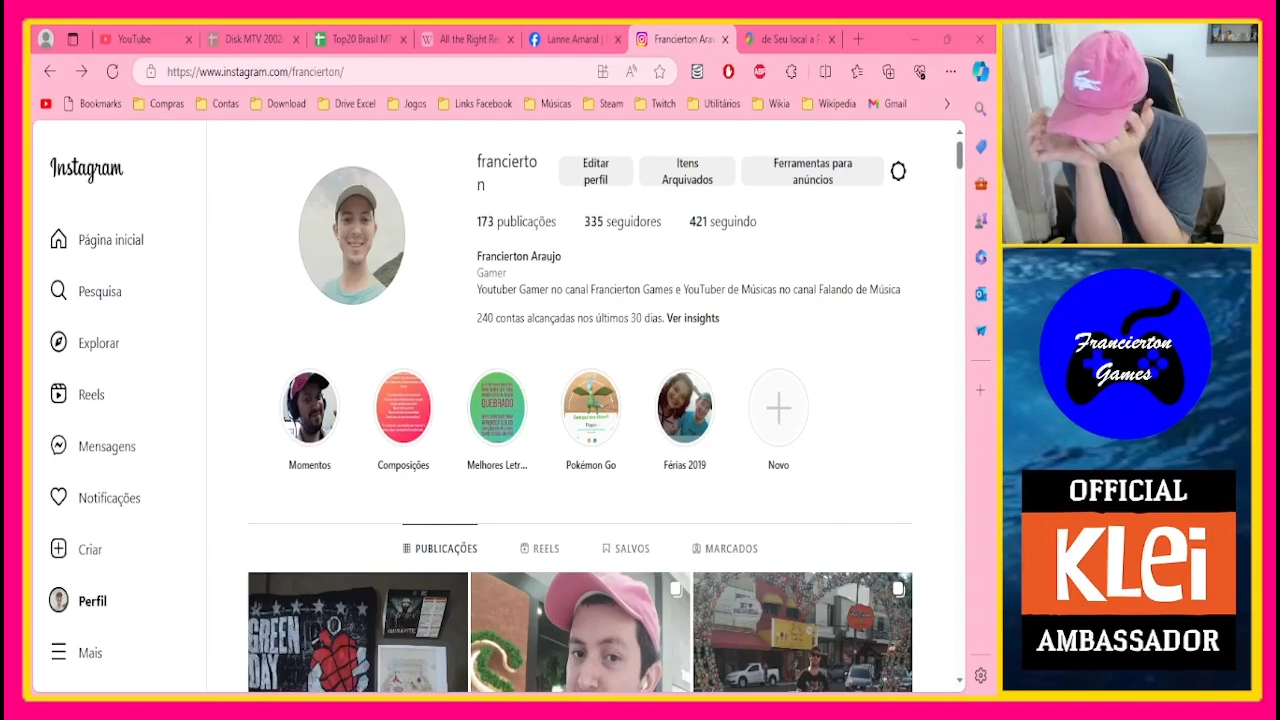 YouTube
Disk MTV 2002-
Top20 Brasil MT
All the Right Re
Lanne Amaral |
Francierton Arau
de Seu local a F
https://www.instagram.com/francierton/
Bookmarks
Compras
Contas
Download
Drive Excel
Jogos
Links Facebook
Músicas
Steam
Twitch
Utilitários
Wikia
Wikipedia
Gmail
Instagram
Página inicial
Pesquisa
Explorar
Reels
Mensagens
Notificações
Criar
Perfil
Mais
francierto
n
Editar
perfil
Itens
Arquivados
Ferramentas para
anúncios
173 publicações
335 seguidores
421 seguindo
Francierton Araujo
Gamer
Youtuber Gamer no canal Francierton Games e YouTuber de Músicas no canal Falando de Música
240 contas alcançadas nos últimos 30 dias. Ver insights
QUEBRADO
Momentos
Composições
Melhores Letr...
Pokémon Go
Férias 2019
Novo
PUBLICAÇÕES
REELS
SALVOS
MARCADOS
GREEN
DAY
Francierton
Games
OFFICIAL
KLEi
AMBASSADOR